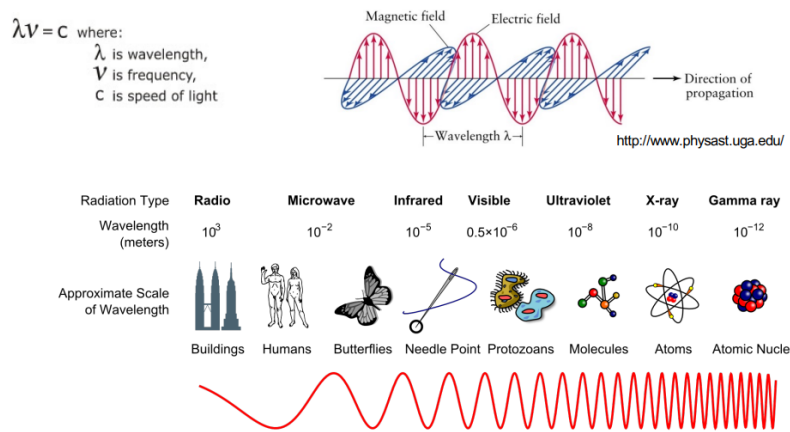 λν = c where:
λ is wavelength,
ν is frequency,
c is speed of light
Magnetic field
Electric field
Direction of
propagation
Wavelength λ
http://www.physast.uga.edu/
Radiation Type Radio Microwave Infrared Visible Ultraviolet X-ray Gamma ray
Wavelength
(meters)
10³ 10⁻² 10⁻⁵ 0.5×10⁻⁶ 10⁻⁸ 10⁻¹⁰ 10⁻¹²
Approximate Scale
of Wavelength
Buildings Humans Butterflies Needle Point Protozoans Molecules Atoms Atomic Nucle